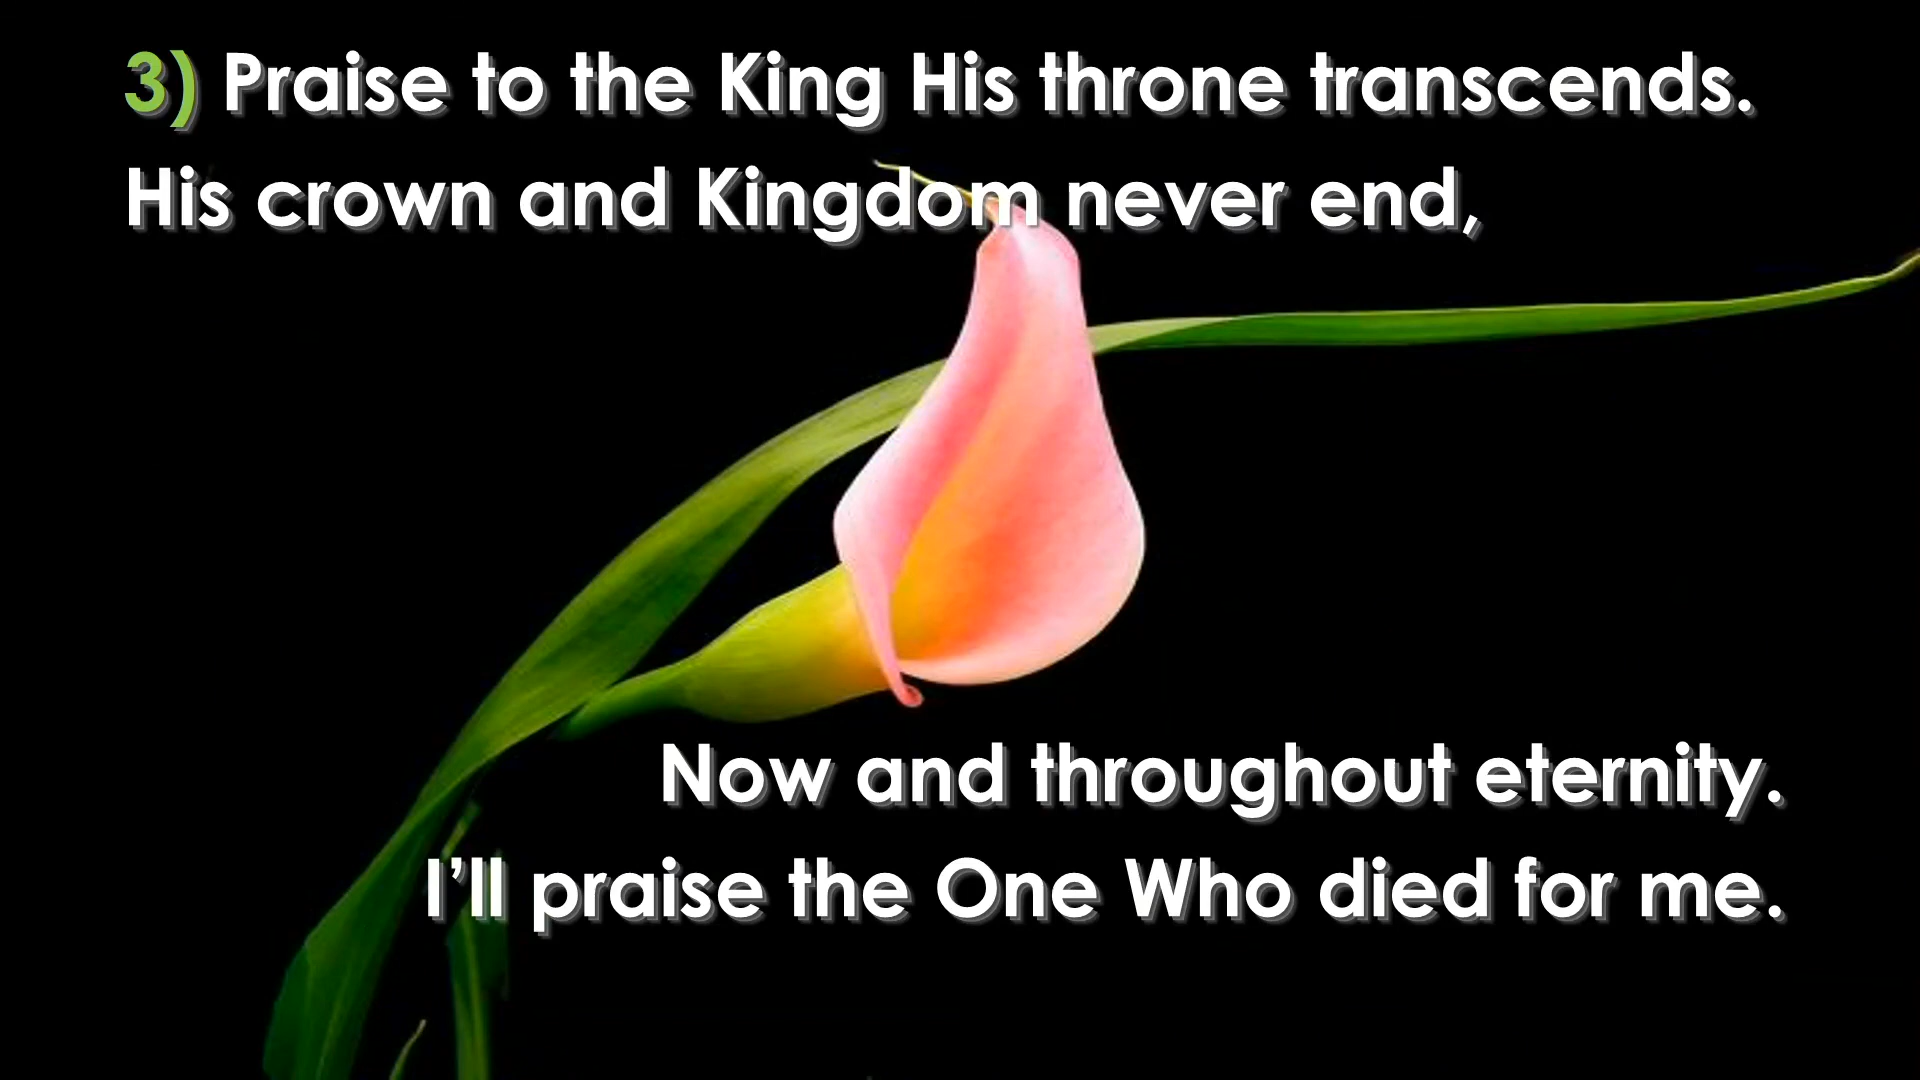 3) Praise to the King His throne transcends.
His crown and Kingdom never end,
Now and throughout eternity.
I’ll praise the One Who died for me.